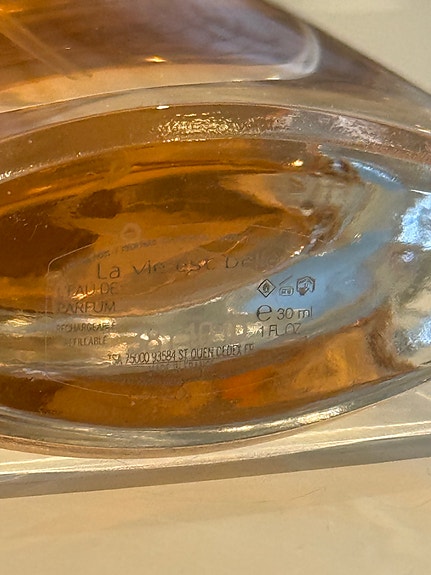 La vie est belle
L'EAU DE
PARFUM
RECHARGEABLE
REFILLABLE
e 30 ml
1 FL.OZ.
TSA 75000 93584 ST-OUEN CEDEX FR